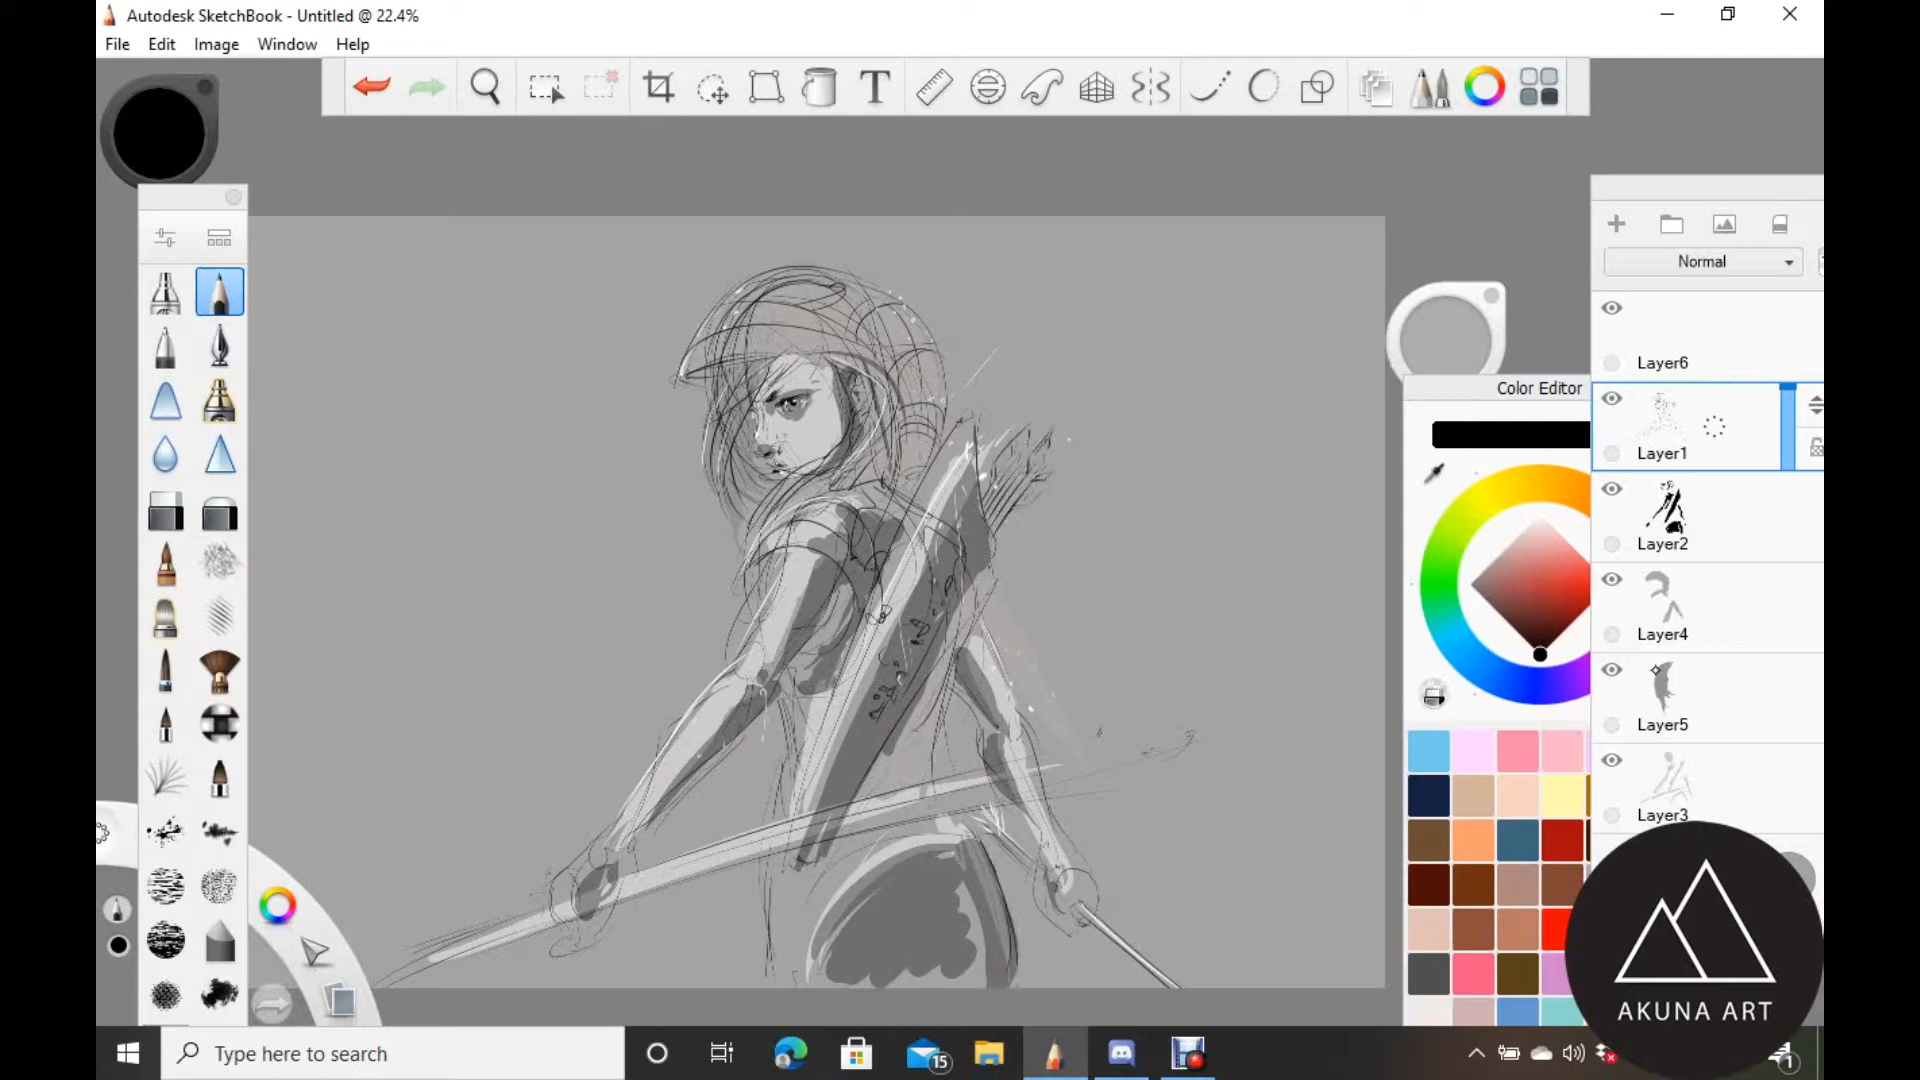 Autodesk SketchBook - Untitled @ 22.4%
File Edit Image Window Help
T
Normal
Layer6
Color Editor
Layer1
Layer2
Layer4
Layer5
Layer3
AKUNA ART
Type here to search
15
1